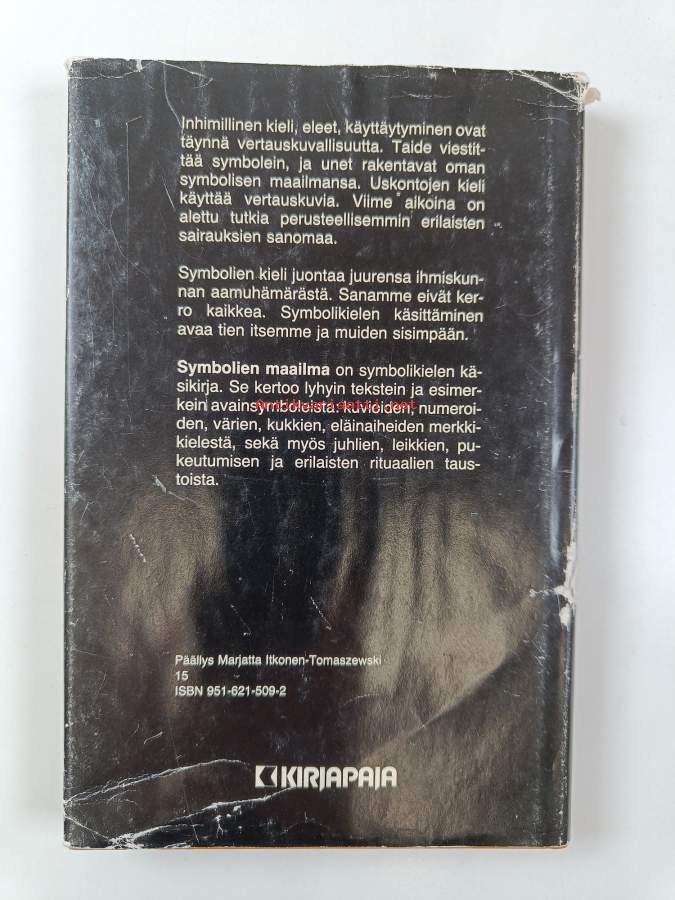 Inhimillinen kieli, eleet, käyttäytyminen ovat
täynnä vertauskuvallisuutta. Taide viestit-
tää symbolein, ja unet rakentavat oman
symbolisen maailmansa. Uskontojen kieli
käyttää vertauskuvia. Viime aikoina on
alettu tutkia perusteellisemmin erilaisten
sairauksien sanomaa.
Symbolien kieli juontaa juurensa ihmiskun-
nan aamuhämärästä. Sanamme eivät ker-
ro kaikkea. Symbolikielen käsittäminen
avaa tien itsemme ja muiden sisimpään.
Symbolien maailma on symbolikielen kä-
sikirja. Se kertoo lyhyin tekstein ja esimer-
kein avainsymboleista: kuvioiden, numeroi-
Antikvariaatti.net
den, värien, kukkien, eläinaiheiden merkki-
kielestä, sekä myös juhlien, leikkien, pu-
keutumisen ja erilaisten rituaalien taus-
toista.
Päällys Marjatta Itkonen-Tomaszewski
15
ISBN 951-621-509-2
KIRJAPAJA